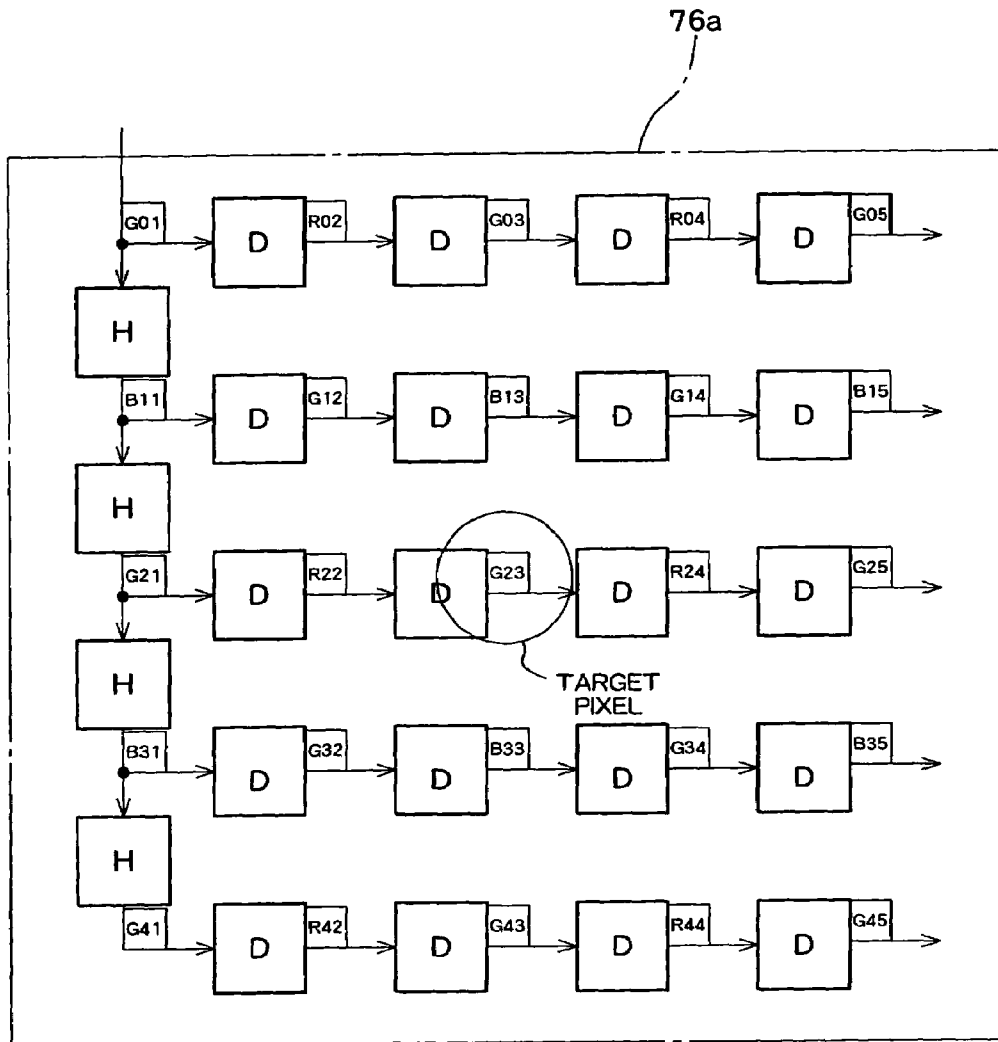 76a
G01 D R02 D G03 D R04 D G05
H
B11 D G12 D B13 D G14 D B15
H
G21 D R22 D G23 D R24 D G25
TARGET
PIXEL
H
B31 D G32 D B33 D G34 D B35
H
G41 D R42 D G43 D R44 D G45